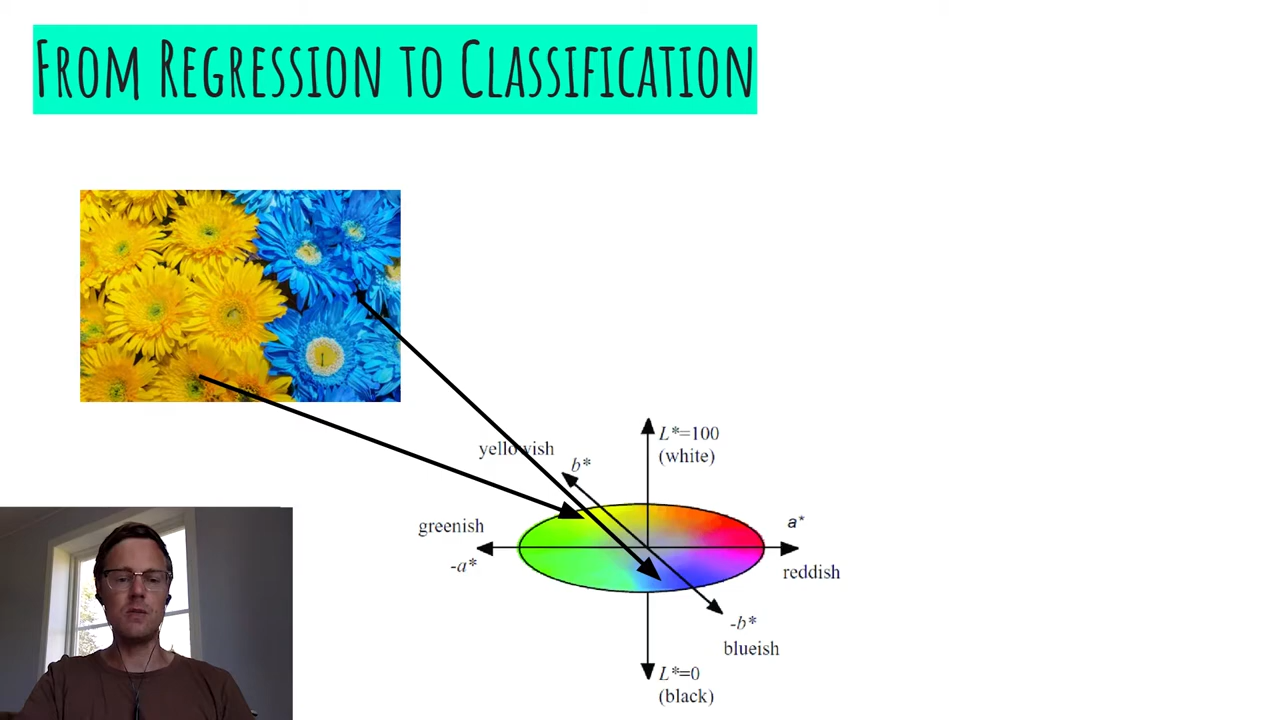 From Regression to Classification
L*=100
(white)
yellowish
b*
greenish
a*
-a*
reddish
-b*
blueish
L*=0
(black)